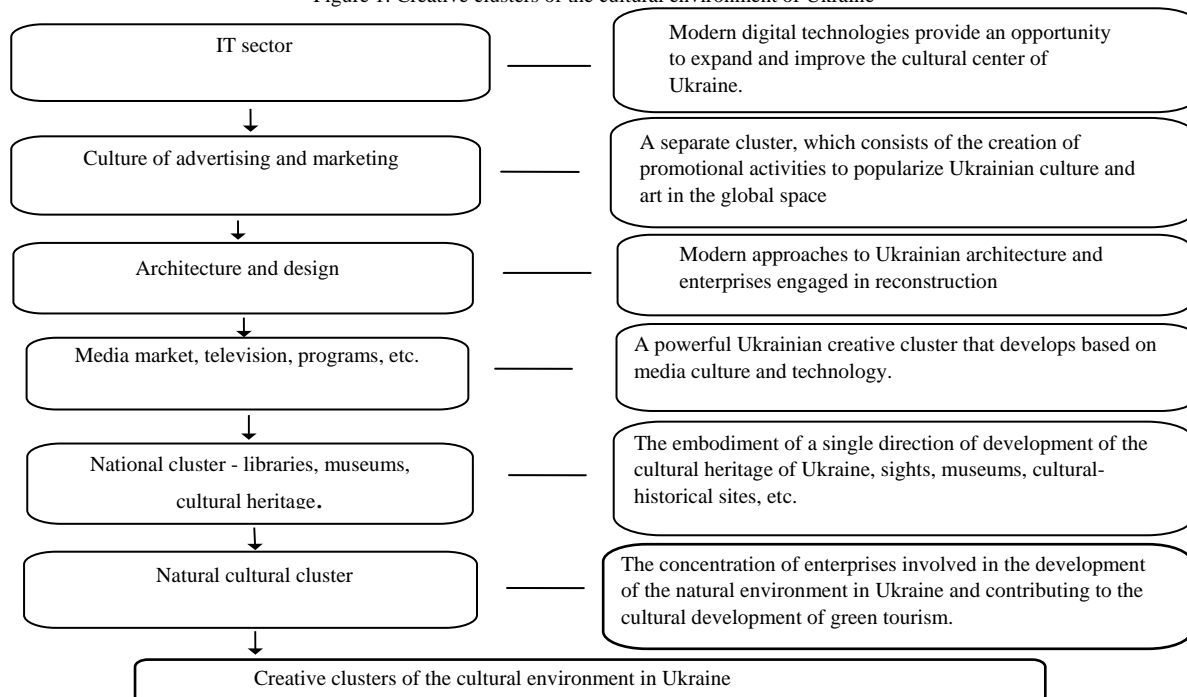 Figure 1. Creative clusters of the cultural environment of Ukraine
IT sector
Modern digital technologies provide an opportunity
to expand and improve the cultural center of
Ukraine.
Culture of advertising and marketing
A separate cluster, which consists of the creation of
promotional activities to popularize Ukrainian culture and
art in the global space
Architecture and design
Modern approaches to Ukrainian architecture and
enterprises engaged in reconstruction
Media market, television, programs, etc.
A powerful Ukrainian creative cluster that develops based on
media culture and technology.
National cluster - libraries, museums,
cultural heritage.
The embodiment of a single direction of development of the
cultural heritage of Ukraine, sights, museums, cultural-
historical sites, etc.
Natural cultural cluster
The concentration of enterprises involved in the development
of the natural environment in Ukraine and contributing to the
cultural development of green tourism.
Creative clusters of the cultural environment in Ukraine